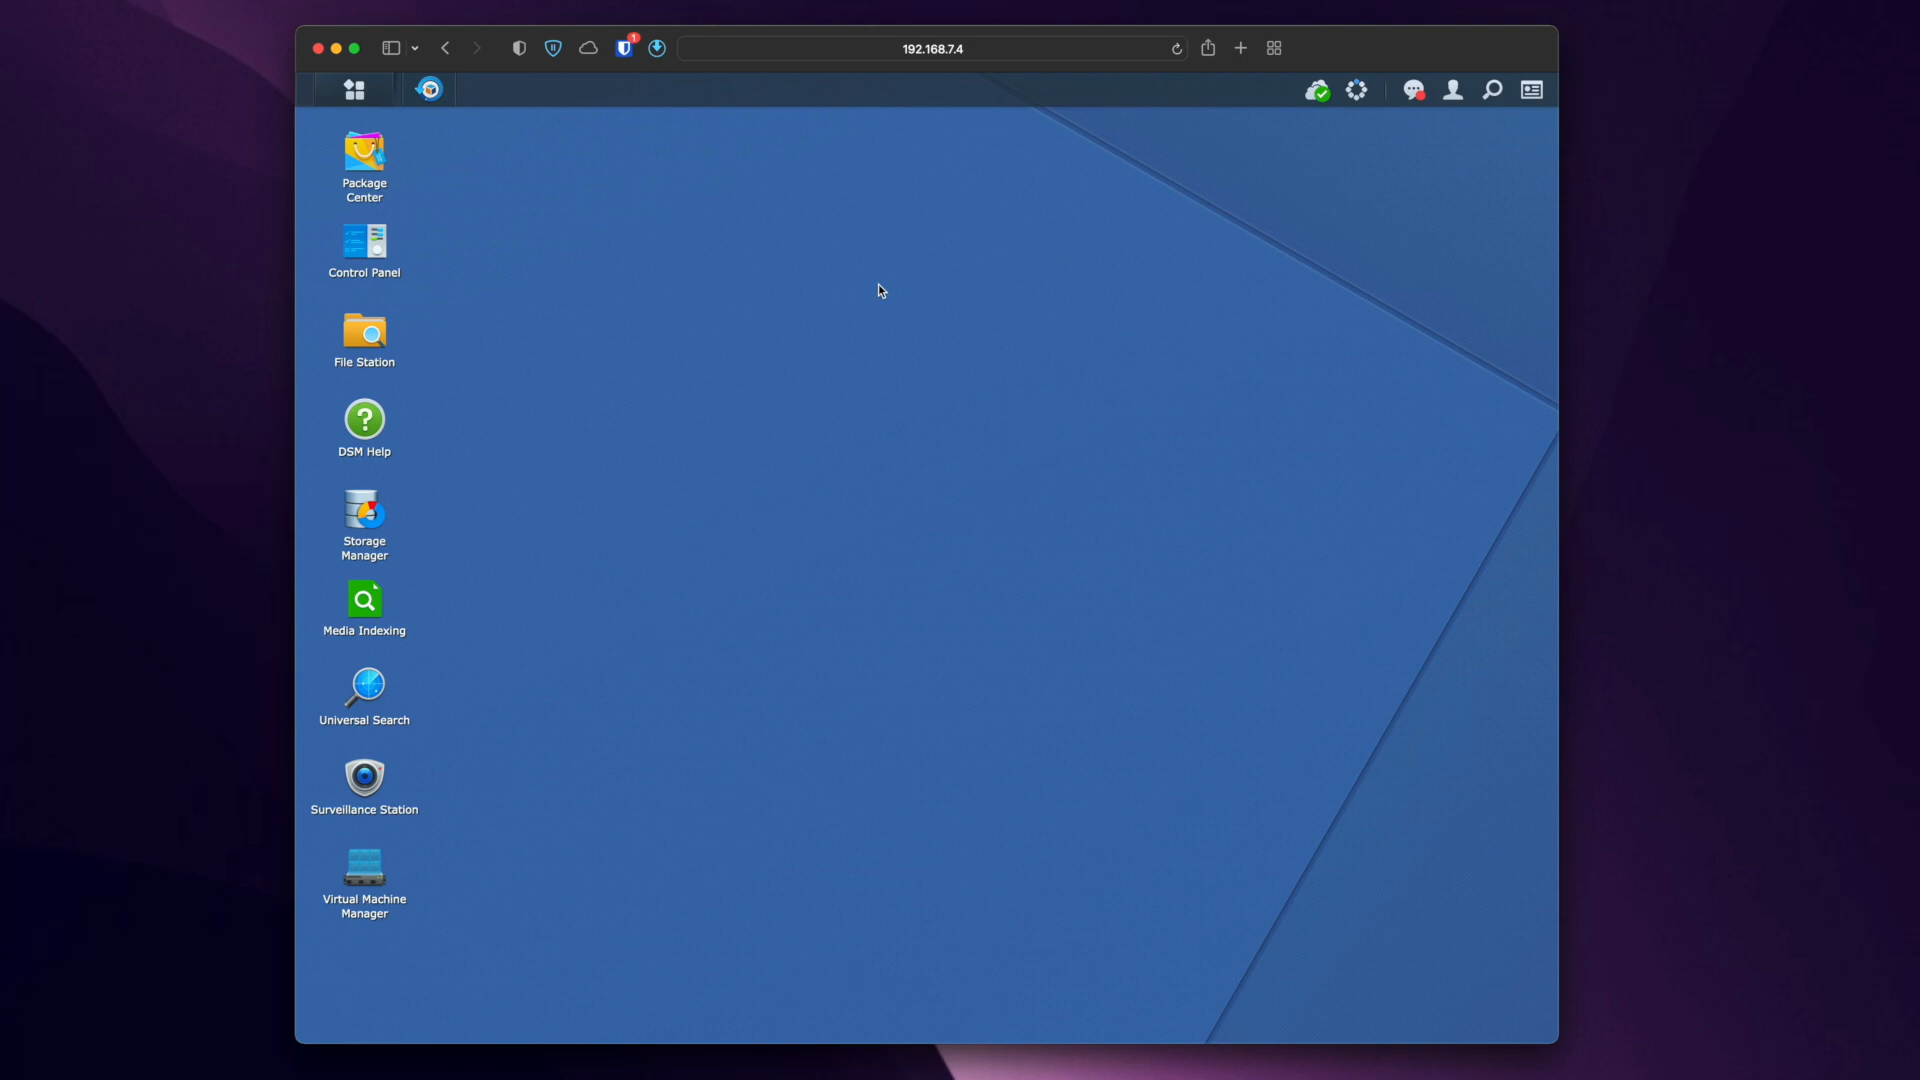 1
192.168.7.4
Package
Center
Control Panel
File Station
?
DSM Help
Storage
Manager
Media Indexing
Universal Search
Surveillance Station
Virtual Machine
Manager